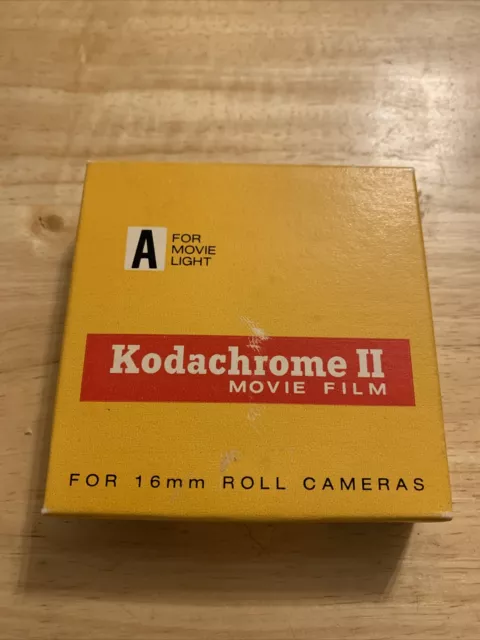 A
FOR
MOVIE
LIGHT
Kodachrome II
MOVIE FILM
FOR 16mm ROLL CAMERAS